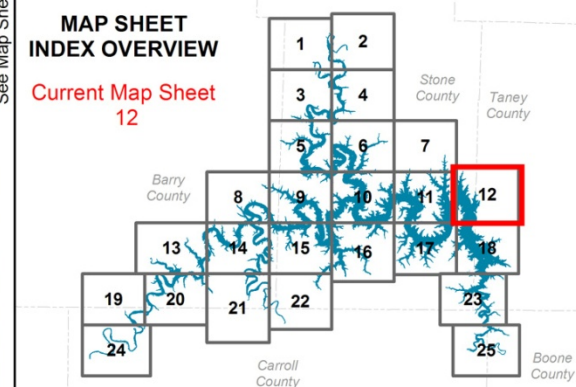 See Map She
MAP SHEET
INDEX OVERVIEW
Current Map Sheet
12
1 2
Stone
County
3 4
Taney
County
5 6 7
Barry
County
8 9 10 11 12
13 14 15 16 17 18
19 20 21 22 23
24 25
Carroll
County
Boone
County